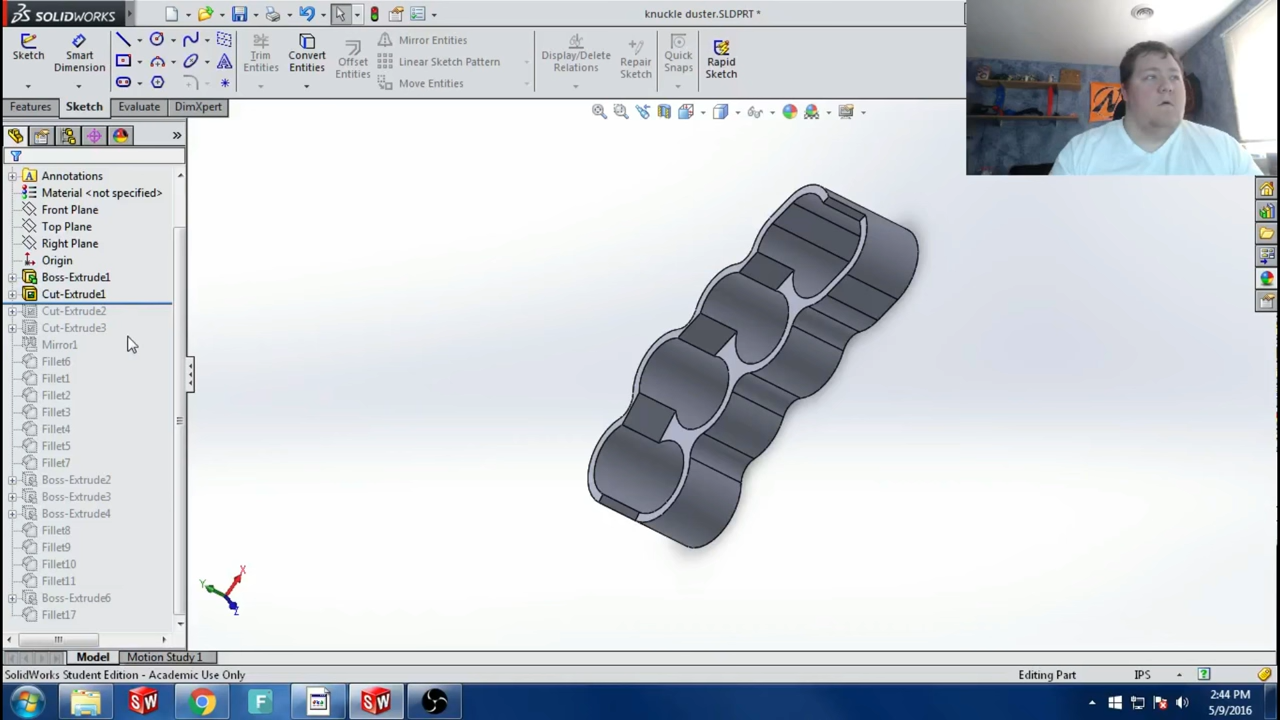 SOLIDWORKS
knuckle duster.SLDPRT *
Sketch
Smart Dimension
Trim Entities
Convert Entities
Offset Entities
Mirror Entities
Linear Sketch Pattern
Move Entities
Display/Delete Relations
Repair Sketch
Quick Snaps
Rapid Sketch
Features
Sketch
Evaluate
DimXpert
Annotations
Material <not specified>
Front Plane
Top Plane
Right Plane
Origin
Boss-Extrude1
Cut-Extrude1
Cut-Extrude2
Cut-Extrude3
Mirror1
Fillet6
Fillet1
Fillet2
Fillet3
Fillet4
Fillet5
Fillet7
Boss-Extrude2
Boss-Extrude3
Boss-Extrude4
Fillet8
Fillet9
Fillet10
Fillet11
Boss-Extrude6
Fillet17
Y
X
Z
Model
Motion Study 1
SolidWorks Student Edition - Academic Use Only
Editing Part
IPS
2:44 PM
5/9/2016